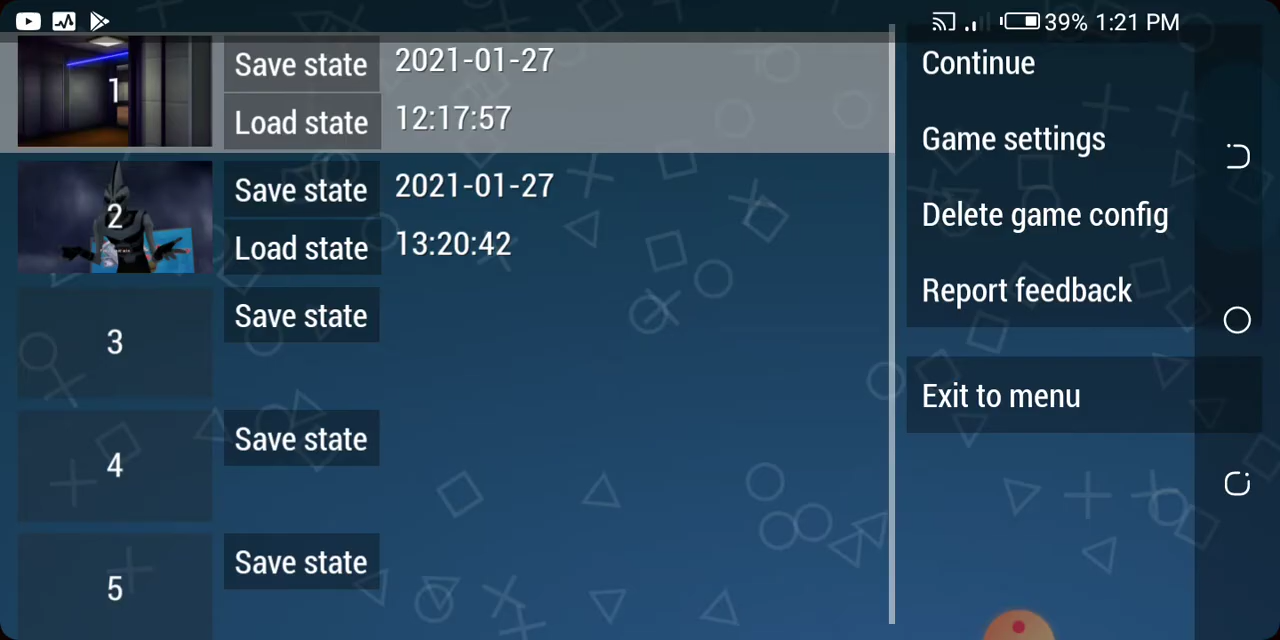 39% 1:21 PM
1
Save state
2021-01-27
Load state
12:17:57
2
Save state
2021-01-27
Load state
13:20:42
3
Save state
4
Save state
5
Save state
Continue
Game settings
Delete game config
Report feedback
Exit to menu